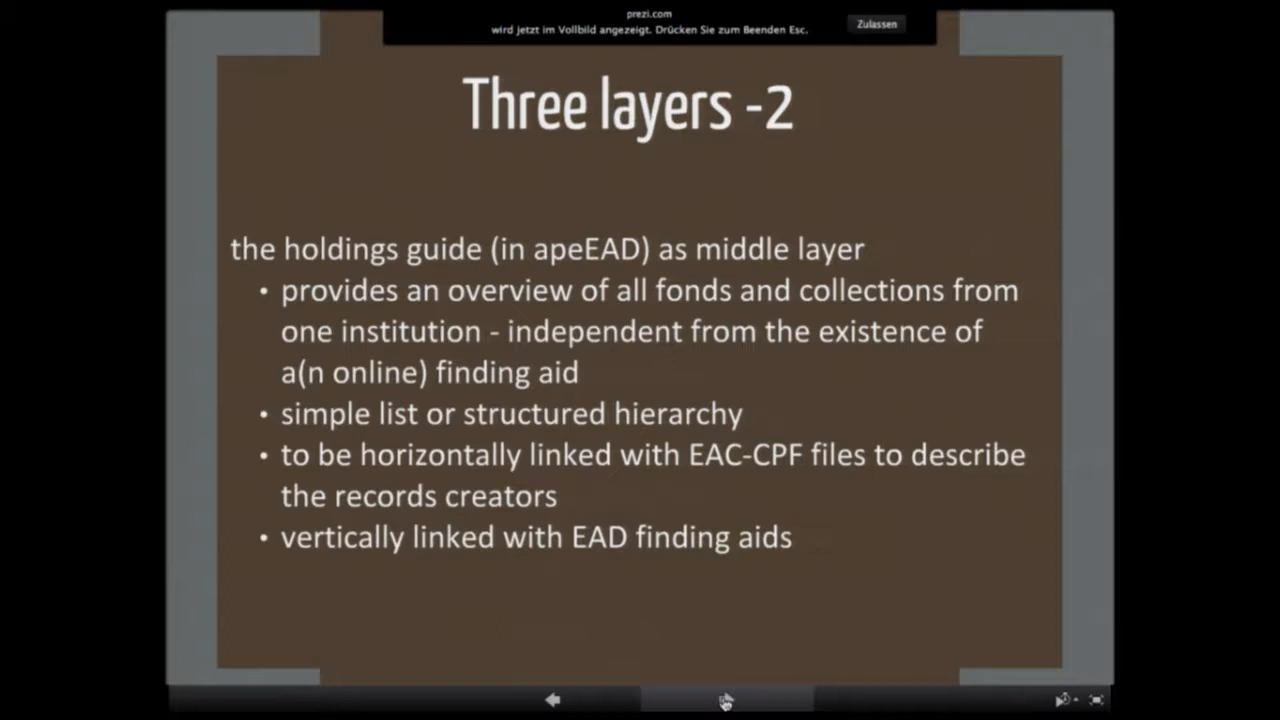 prezi.com
wird jetzt im Vollbild angezeigt. Drücken Sie zum Beenden Esc.
Zulassen
Three layers -2
the holdings guide (in apeEAD) as middle layer
• provides an overview of all fonds and collections from
one institution - independent from the existence of
a(n online) finding aid
• simple list or structured hierarchy
• to be horizontally linked with EAC-CPF files to describe
the records creators
• vertically linked with EAD finding aids